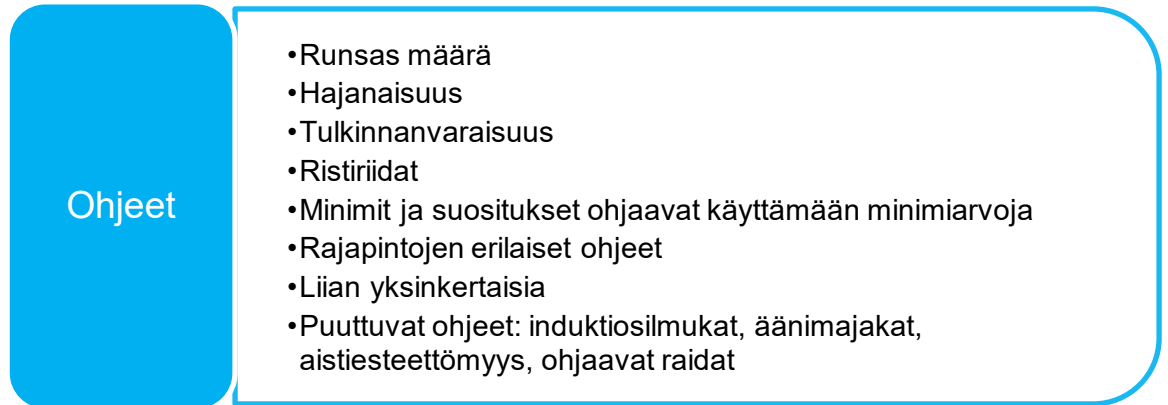 Ohjeet
•Runsas määrä
•Hajanaisuus
•Tulkinnanvaraisuus
•Ristiriidat
•Minimit ja suositukset ohjaavat käyttämään minimiarvoja
•Rajapintojen erilaiset ohjeet
•Liian yksinkertaisia
•Puuttuvat ohjeet: induktiosilmukat, äänimajakat,
aistiesteettömyys, ohjaavat raidat